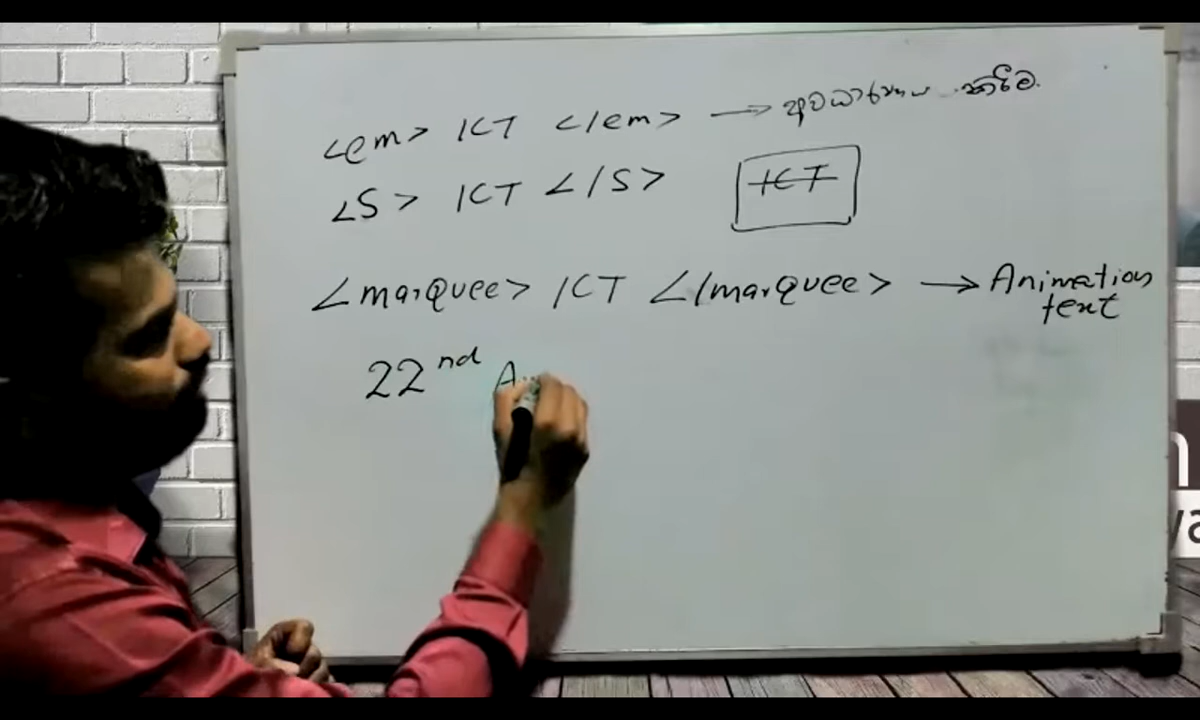 <em> ICT </em> → අවධාරණය කිරීම.
<S> ICT </S> ICT
<marquee> ICT </marquee> → Animation
text
22nd